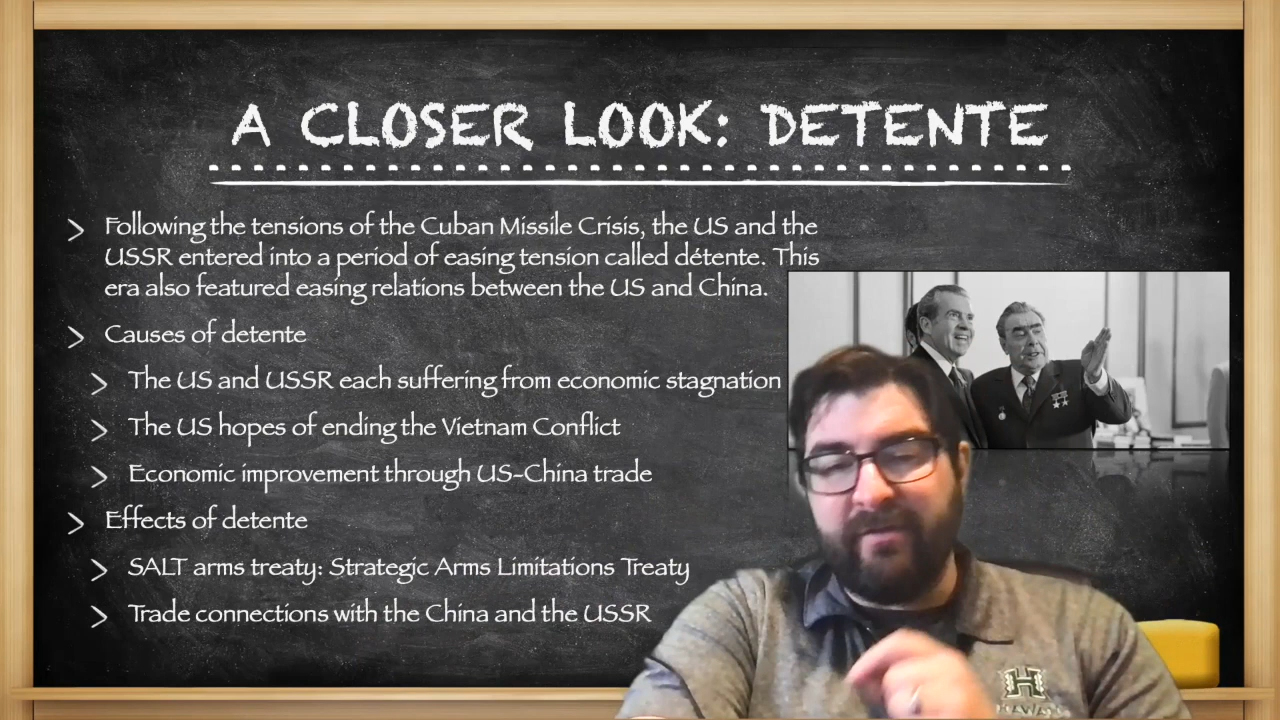 A CLOSER LOOK: DETENTE
Following the tensions of the Cuban Missile Crisis, the US and the
USSR entered into a period of easing tension called détente. This
era also featured easing relations between the US and China.
Causes of detente
The US and USSR each suffering from economic stagnation
The US hopes of ending the Vietnam Conflict
Economic improvement through US-China trade
Effects of detente
SALT arms treaty: Strategic Arms Limitations Treaty
Trade connections with the China and the USSR
H